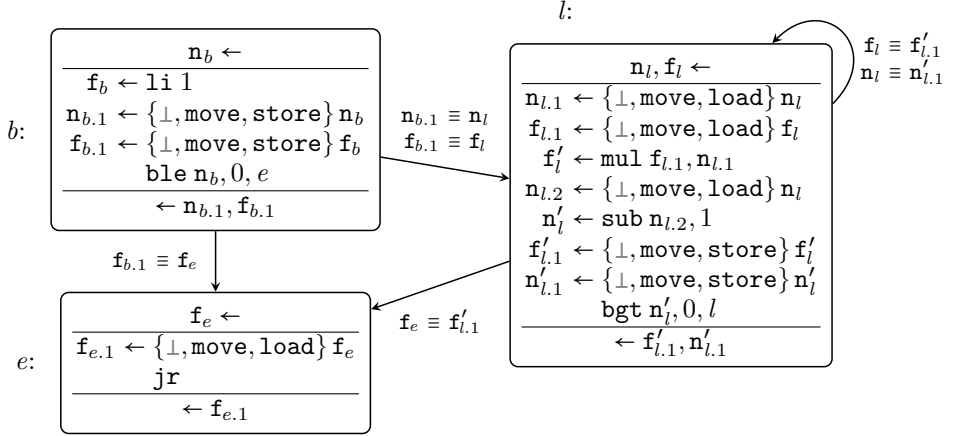 b:
n_b ←
f_b ← li 1
n_{b.1} ← {⊥, move, store} n_b
f_{b.1} ← {⊥, move, store} f_b
ble n_b, 0, e
← n_{b.1}, f_{b.1}
n_{b.1} ≡ n_l
f_{b.1} ≡ f_l
f_{b.1} ≡ f_e
l:
n_l, f_l ←
n_{l.1} ← {⊥, move, load} n_l
f_{l.1} ← {⊥, move, load} f_l
f′_l ← mul f_{l.1}, n_{l.1}
n_{l.2} ← {⊥, move, load} n_l
n′_l ← sub n_{l.2}, 1
f′_{l.1} ← {⊥, move, store} f′_l
n′_{l.1} ← {⊥, move, store} n′_l
bgt n′_l, 0, l
← f′_{l.1}, n′_{l.1}
f_l ≡ f′_{l.1}
n_l ≡ n′_{l.1}
f_e ≡ f′_{l.1}
e:
f_e ←
f_{e.1} ← {⊥, move, load} f_e
jr
← f_{e.1}